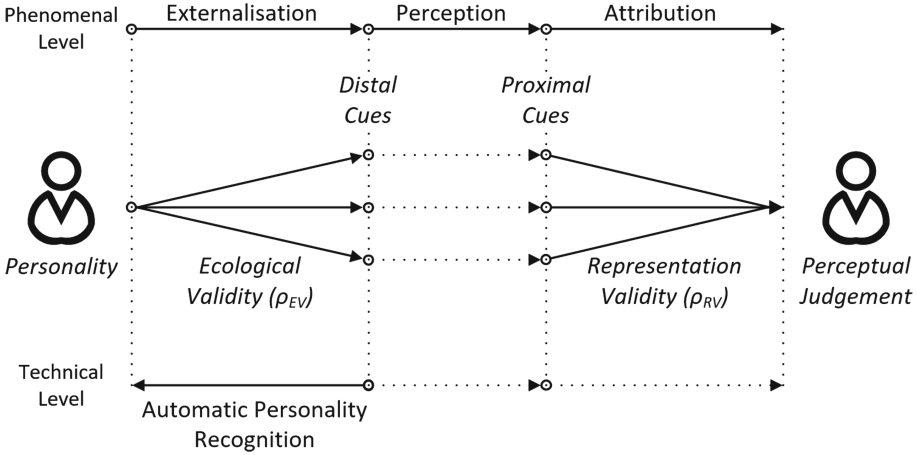 Phenomenal
Level
Externalisation
Perception
Attribution
Distal
Cues
Proximal
Cues
Personality
Ecological
Validity (ρEV)
Representation
Validity (ρRV)
Perceptual
Judgement
Technical
Level
Automatic Personality
Recognition